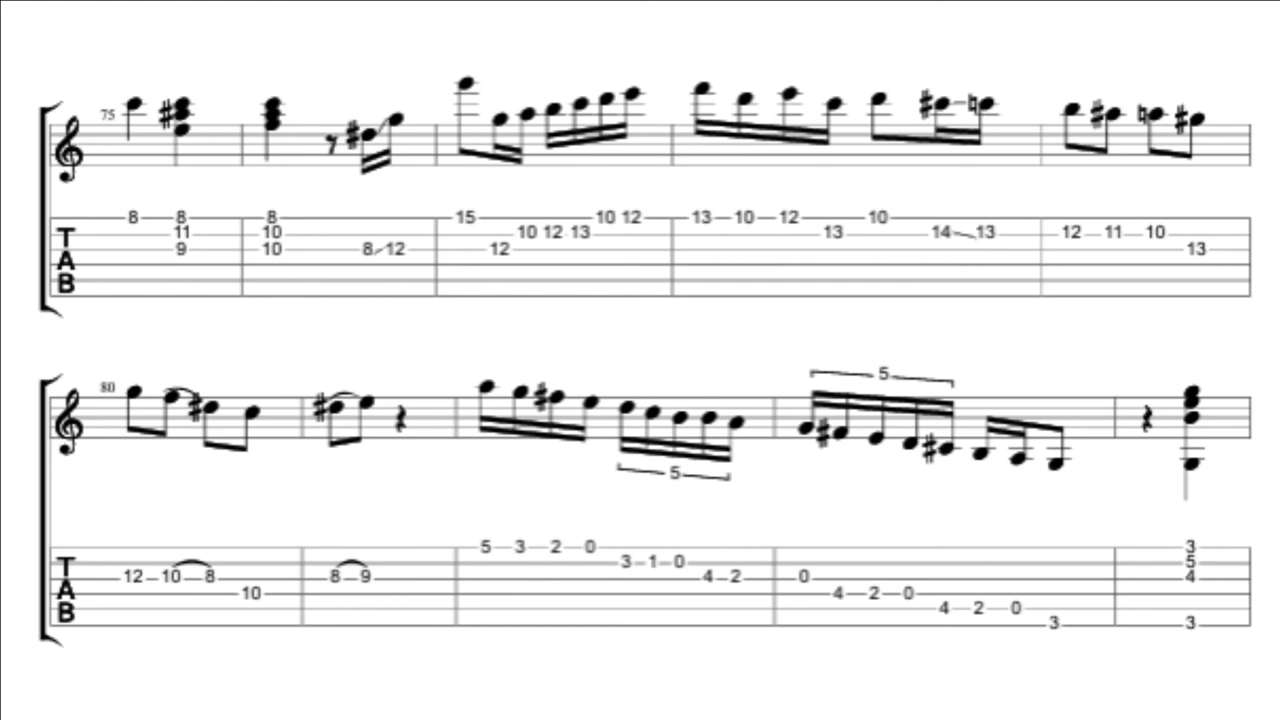 75
8 8 8 15 10 12 13 10 12 10
T 11 10 10 12 13 13 14 13 12 11 10
9 10 8 12 12 13
A
B
80
5
5
5 3 2 0 3
T 3 1 0 5
12 10 8 8 9 4 2 0 4
A 10 4 2 0
B 4 2 0
3 3